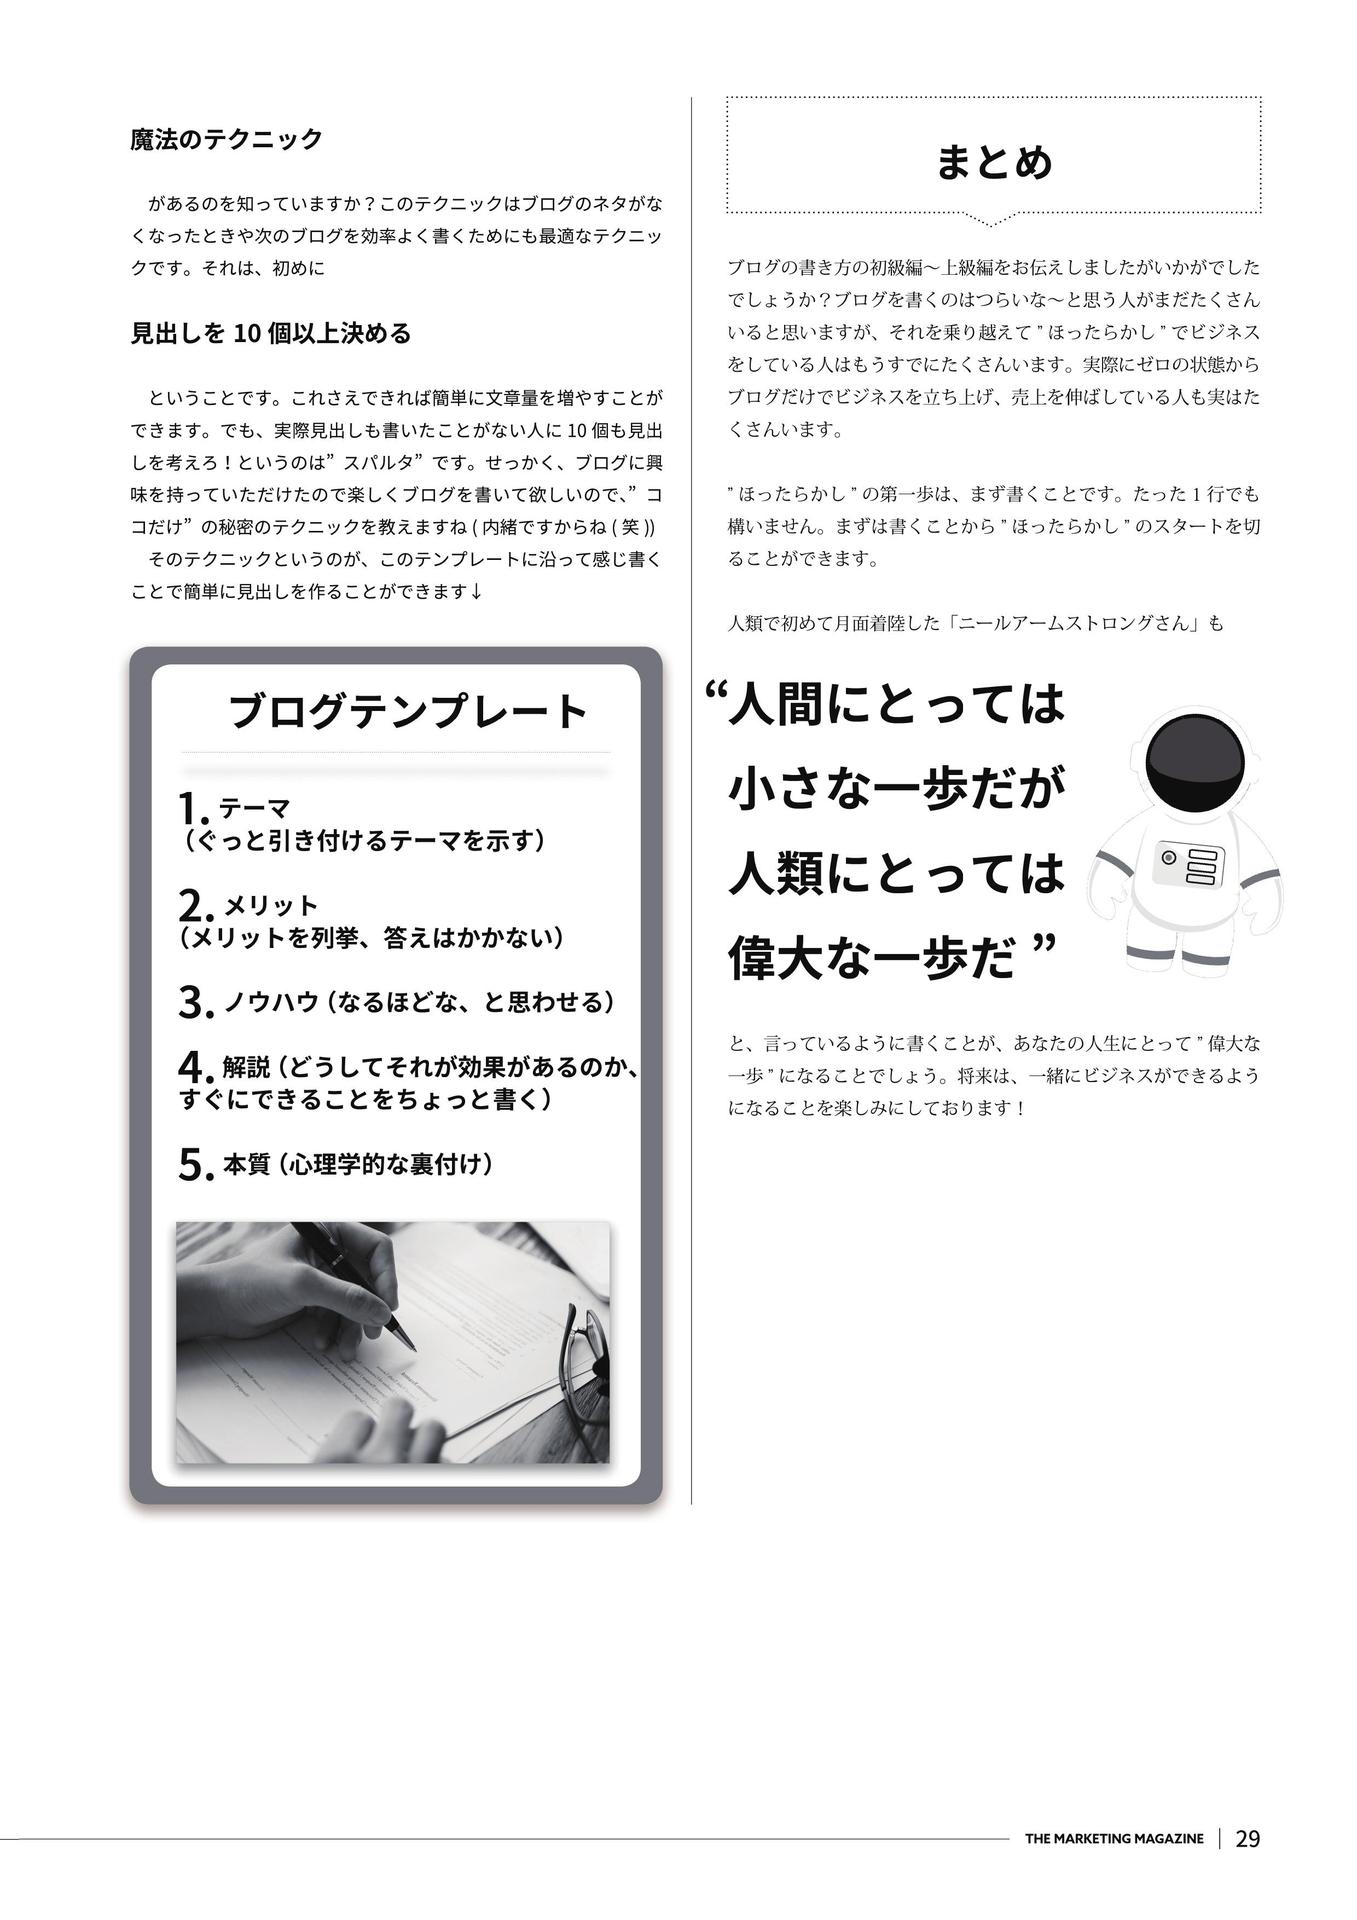 魔法のテクニック
があるのを知っていますか？このテクニックはブログのネタがな
くなったときや次のブログを効率よく書くためにも最適なテクニッ
クです。それは、初めに
見出しを 10 個以上決める
ということです。これさえできれば簡単に文章量を増やすことが
できます。でも、実際見出しも書いたことがない人に 10 個も見出
しを考えろ！というのは”スパルタ”です。せっかく、ブログに興
味を持っていただけたので楽しくブログを書いて欲しいので、”コ
コだけ”の秘密のテクニックを教えますね ( 内緒ですからね ( 笑 ))
そのテクニックというのが、このテンプレートに沿って感じ書く
ことで簡単に見出しを作ることができます↓
ブログテンプレート
1. テーマ
（ぐっと引き付けるテーマを示す）
2. メリット
（メリットを列挙、答えはかかない）
3. ノウハウ（なるほどな、と思わせる）
4. 解説（どうしてそれが効果があるのか、
すぐにできることをちょっと書く）
5. 本質（心理学的な裏付け）
まとめ
ブログの書き方の初級編～上級編をお伝えしましたがいかがでした
でしょうか？ブログを書くのはつらいな～と思う人がまだたくさん
いると思いますが、それを乗り越えて ” ほったらかし ” でビジネス
をしている人はもうすでにたくさんいます。実際にゼロの状態から
ブログだけでビジネスを立ち上げ、売上を伸ばしている人も実はた
くさんいます。
” ほったらかし ” の第一歩は、まず書くことです。たった 1 行でも
構いません。まずは書くことから ” ほったらかし ” のスタートを切
ることができます。
人類で初めて月面着陸した「ニールアームストロングさん」も
“人間にとっては
小さな一歩だが
人類にとっては
偉大な一歩だ ”
と、言っているように書くことが、あなたの人生にとって ” 偉大な
一歩 ” になることでしょう。将来は、一緒にビジネスができるよう
になることを楽しみにしております！
THE MARKETING MAGAZINE | 29